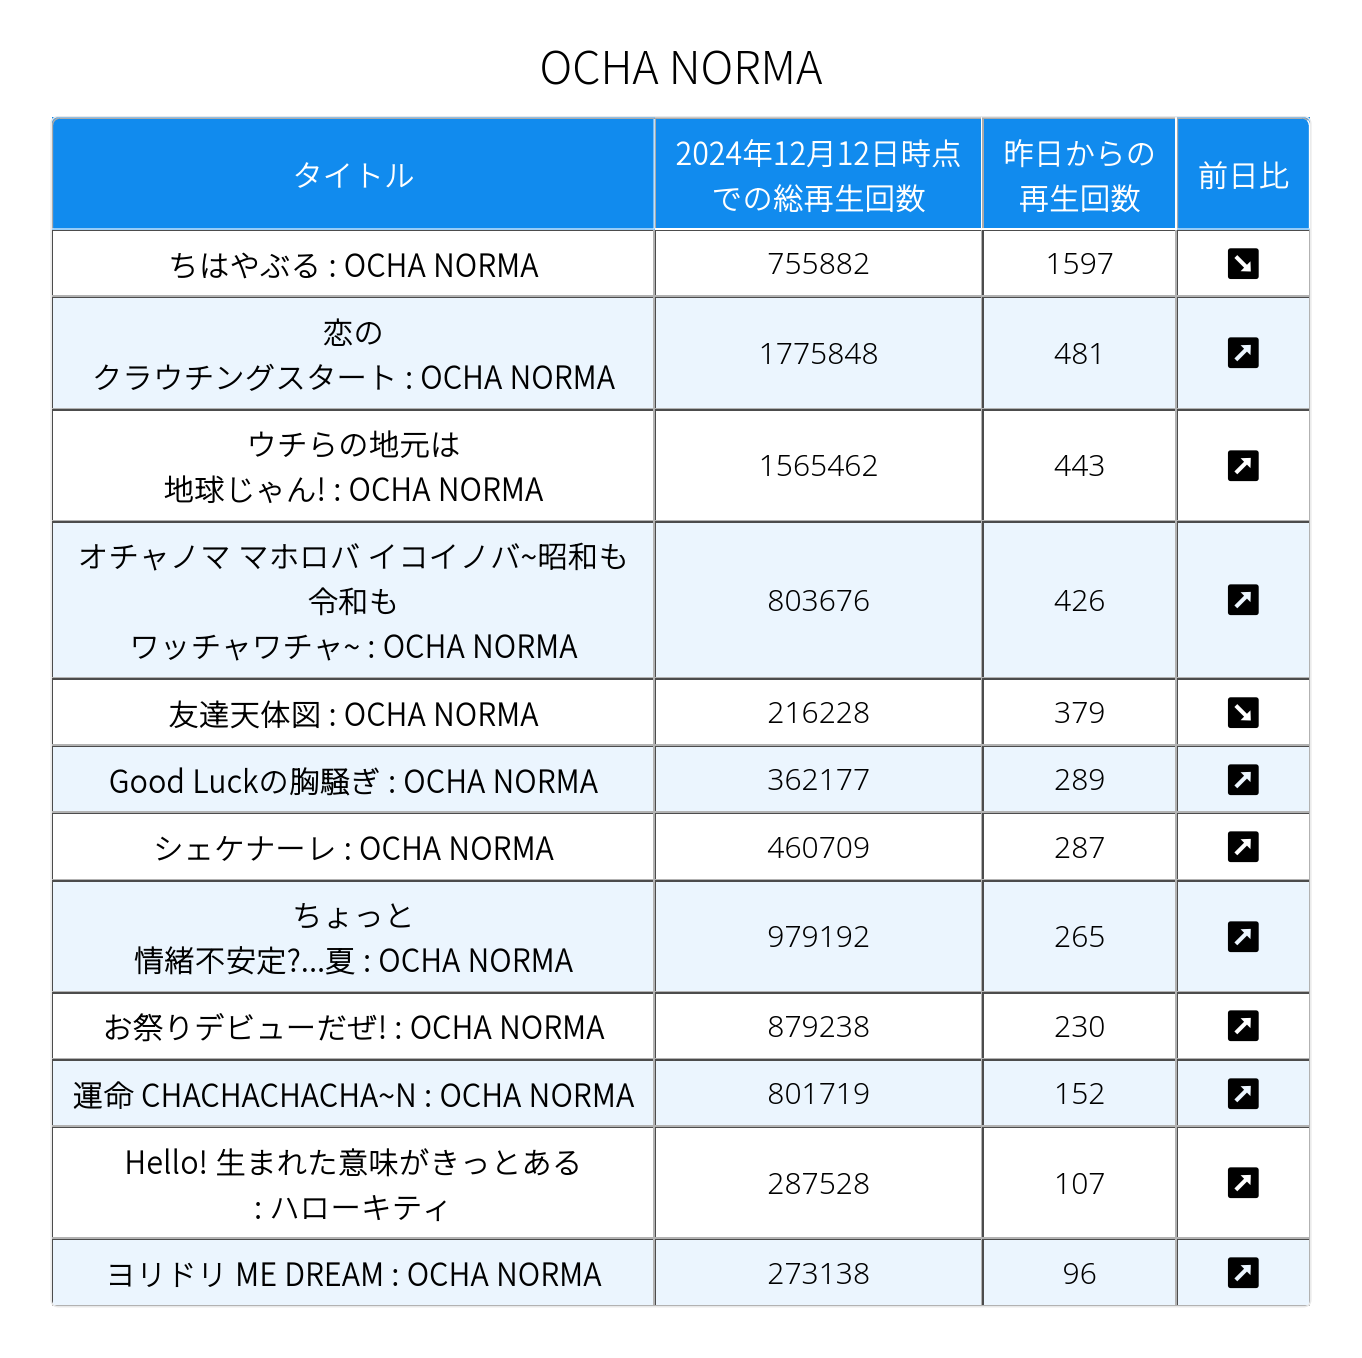 OCHA NORMA
タイトル
2024年12月12日時点
での総再生回数
昨日からの
再生回数
前日比
ちはやぶる : OCHA NORMA
755882
1597
恋の
クラウチングスタート : OCHA NORMA
1775848
481
ウチらの地元は
地球じゃん! : OCHA NORMA
1565462
443
オチャノマ マホロバ イコイノバ~昭和も
令和も
ワッチャワチャ~ : OCHA NORMA
803676
426
友達天体図 : OCHA NORMA
216228
379
Good Luckの胸騒ぎ : OCHA NORMA
362177
289
シェケナーレ : OCHA NORMA
460709
287
ちょっと
情緒不安定?...夏 : OCHA NORMA
979192
265
お祭りデビューだぜ! : OCHA NORMA
879238
230
運命 CHACHACHACHA~N : OCHA NORMA
801719
152
Hello! 生まれた意味がきっとある
: ハローキティ
287528
107
ヨリドリ ME DREAM : OCHA NORMA
273138
96